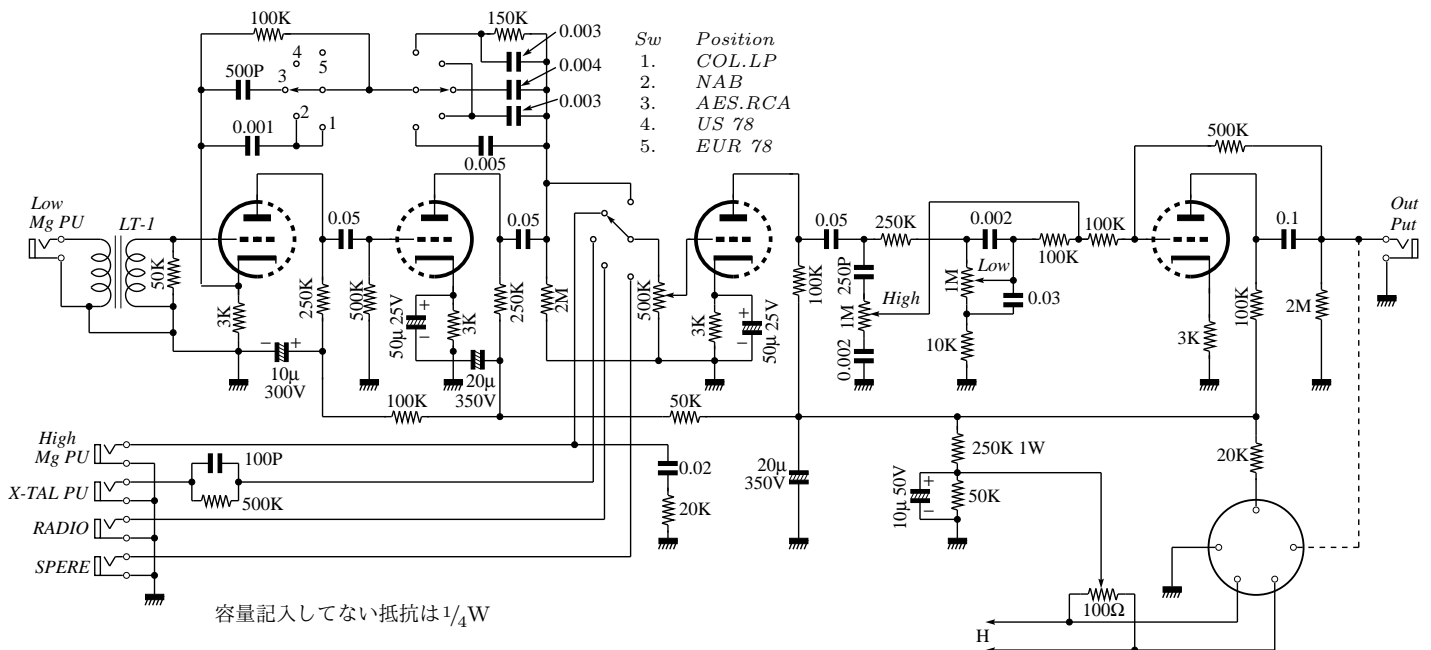 100K
150K
0.003
0.004
0.003
4
5
3
500P
2
1
0.001
0.005
Sw Position
1. COL.LP
2. NAB
3. AES.RCA
4. US 78
5. EUR 78
500K
Low
Mg PU
LT-1
50K
3K
250K
0.05
500K
10μ
300V
50μ 25V
3K
250K
0.05
2M
20μ
350V
500K
3K
50μ 25V
100K
0.05
250K
250P
1M
High
0.002
0.002
1M
Low
0.03
10K
100K
100K
3K
100K
0.1
2M
Out
Put
100K
50K
High
Mg PU
X-TAL PU
RADIO
SPERE
100P
500K
0.02
20K
20μ
350V
250K 1W
10μ 50V
50K
20K
100Ω
H
容量記入してない抵抗は 1/4W